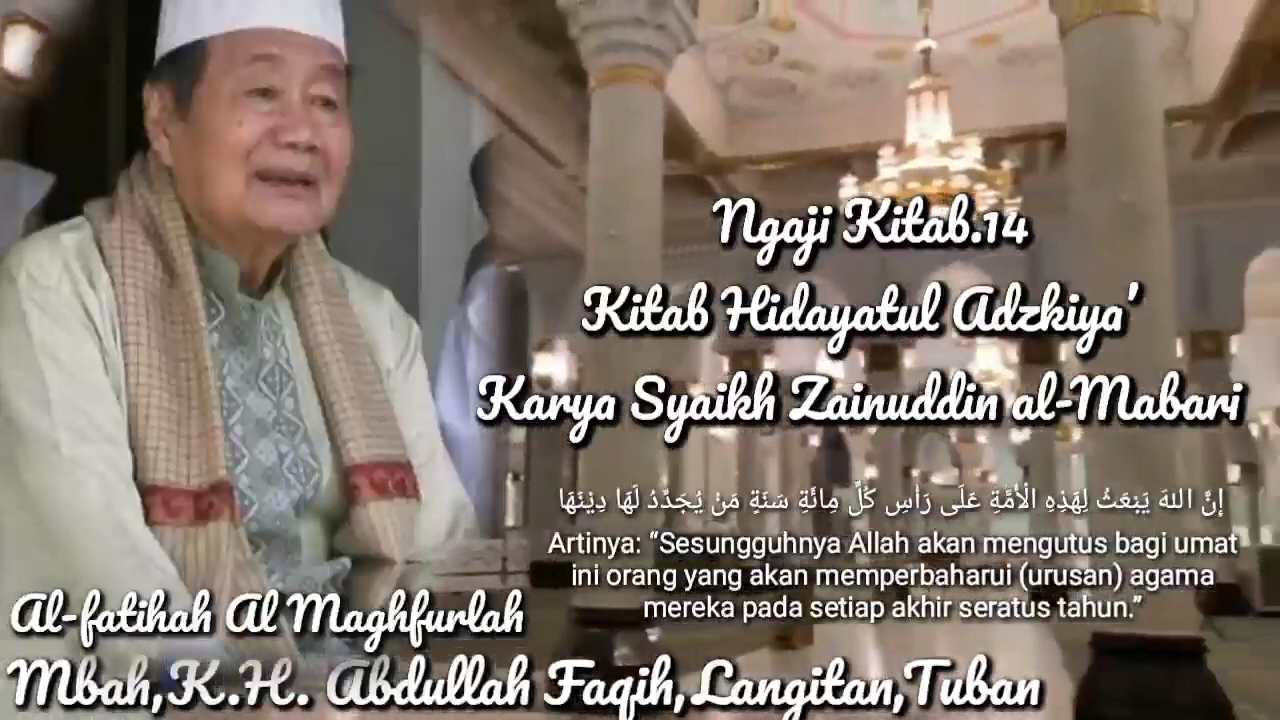 Ngaji Kitab.14
Kitab Hidayatul Adzkiya'
Karya Syaikh Zainuddin al-Mabari
إِنَّ اللهَ يَبْعَثُ لِهَذِهِ الْأُمَّةِ عَلَى رَأْسِ كُلِّ مِائَةِ سَنَةٍ مَنْ يُجَدِّدُ لَهَا دِيْنَهَا
Artinya: “Sesungguhnya Allah akan mengutus bagi umat
ini orang yang akan memperbaharui (urusan) agama
mereka pada setiap akhir seratus tahun.”
Al-fatihah Al Maghfurlah
Mbah,K.H. Abdullah Faqih,Langitan,Tuban